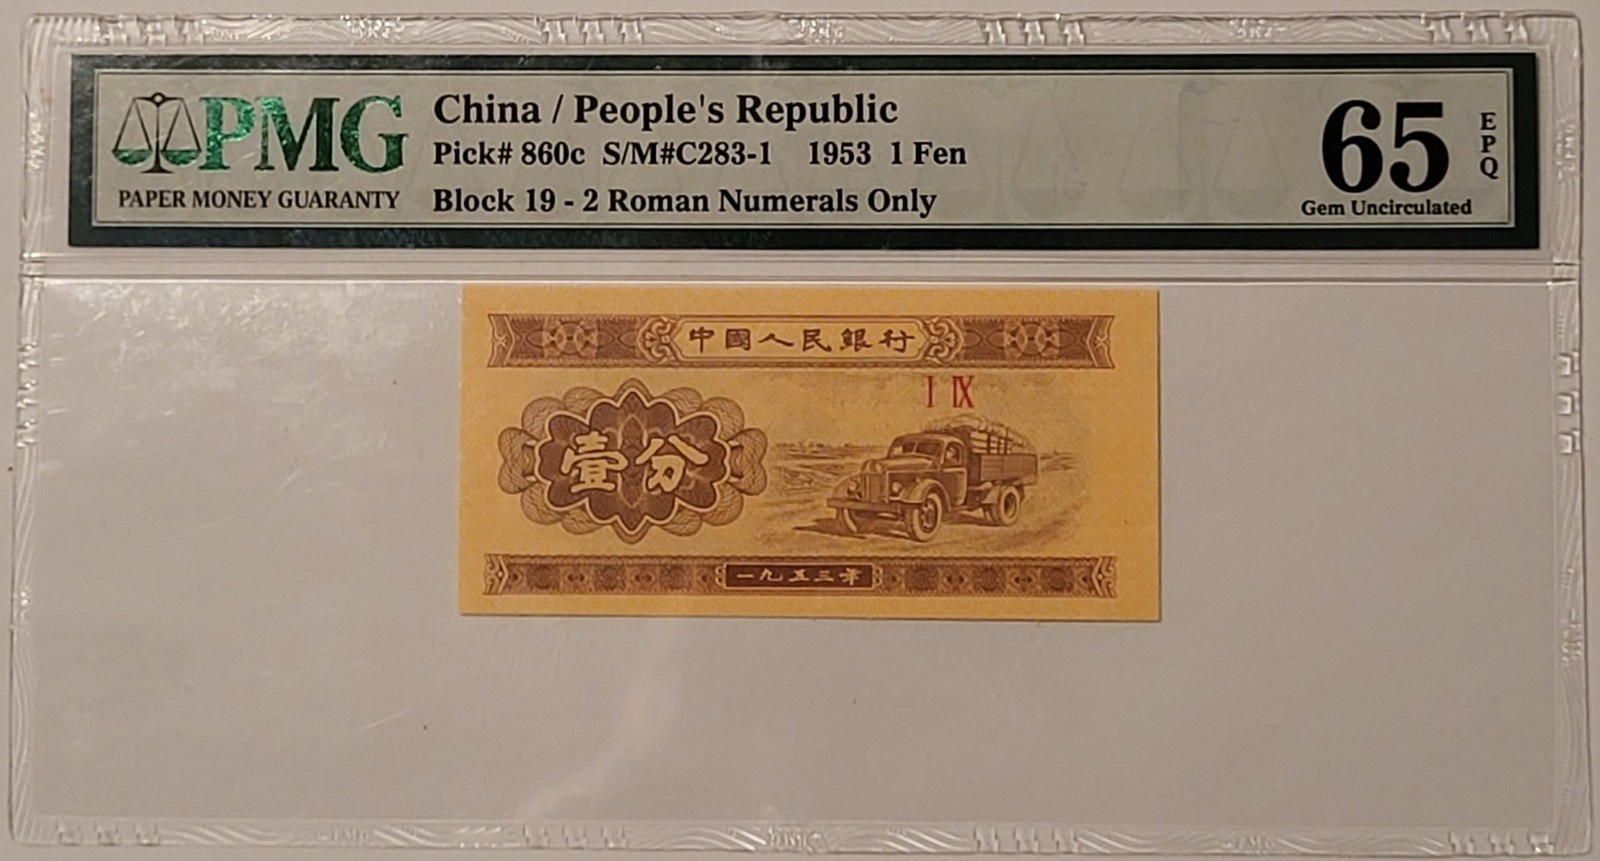 PMG
PAPER MONEY GUARANTY
China / People's Republic
Pick# 860c S/M#C283-1 1953 1 Fen
Block 19 - 2 Roman Numerals Only
65
EPQ
Gem Uncirculated
中國人民銀行
I IX
壹分
一九五三年
PMG